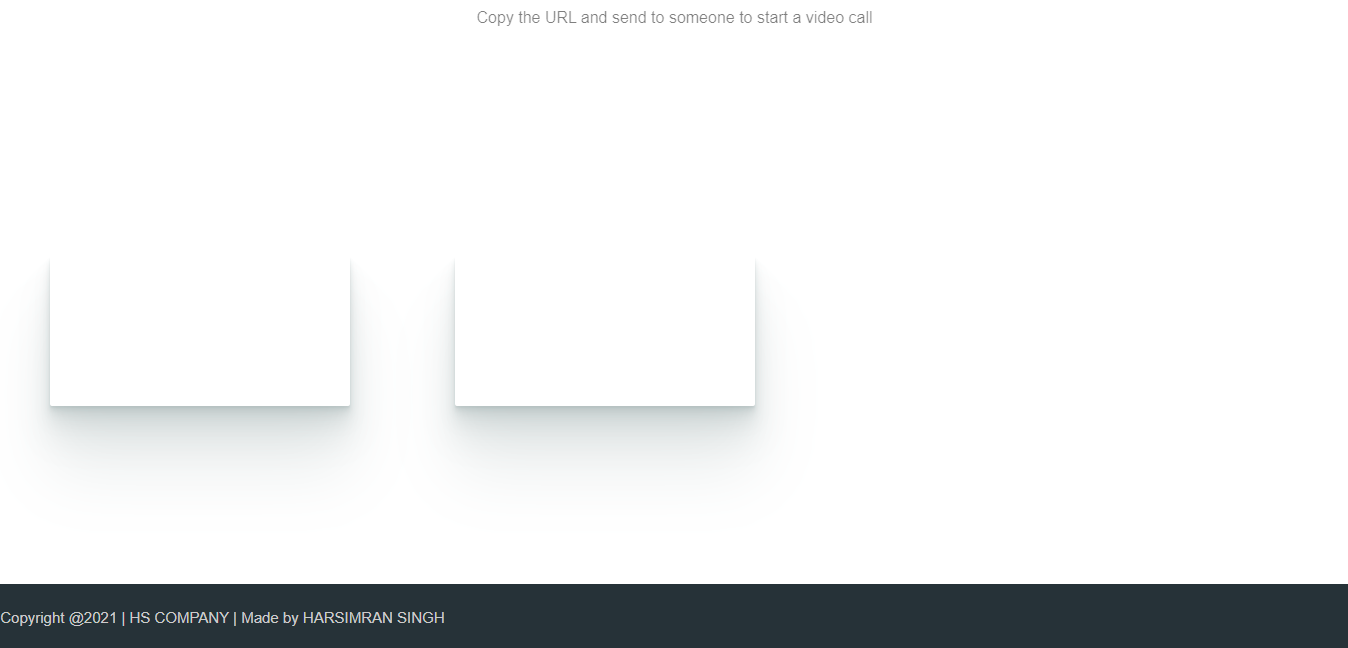 Copy the URL and send to someone to start a video call
Copyright @2021 | HS COMPANY | Made by HARSIMRAN SINGH